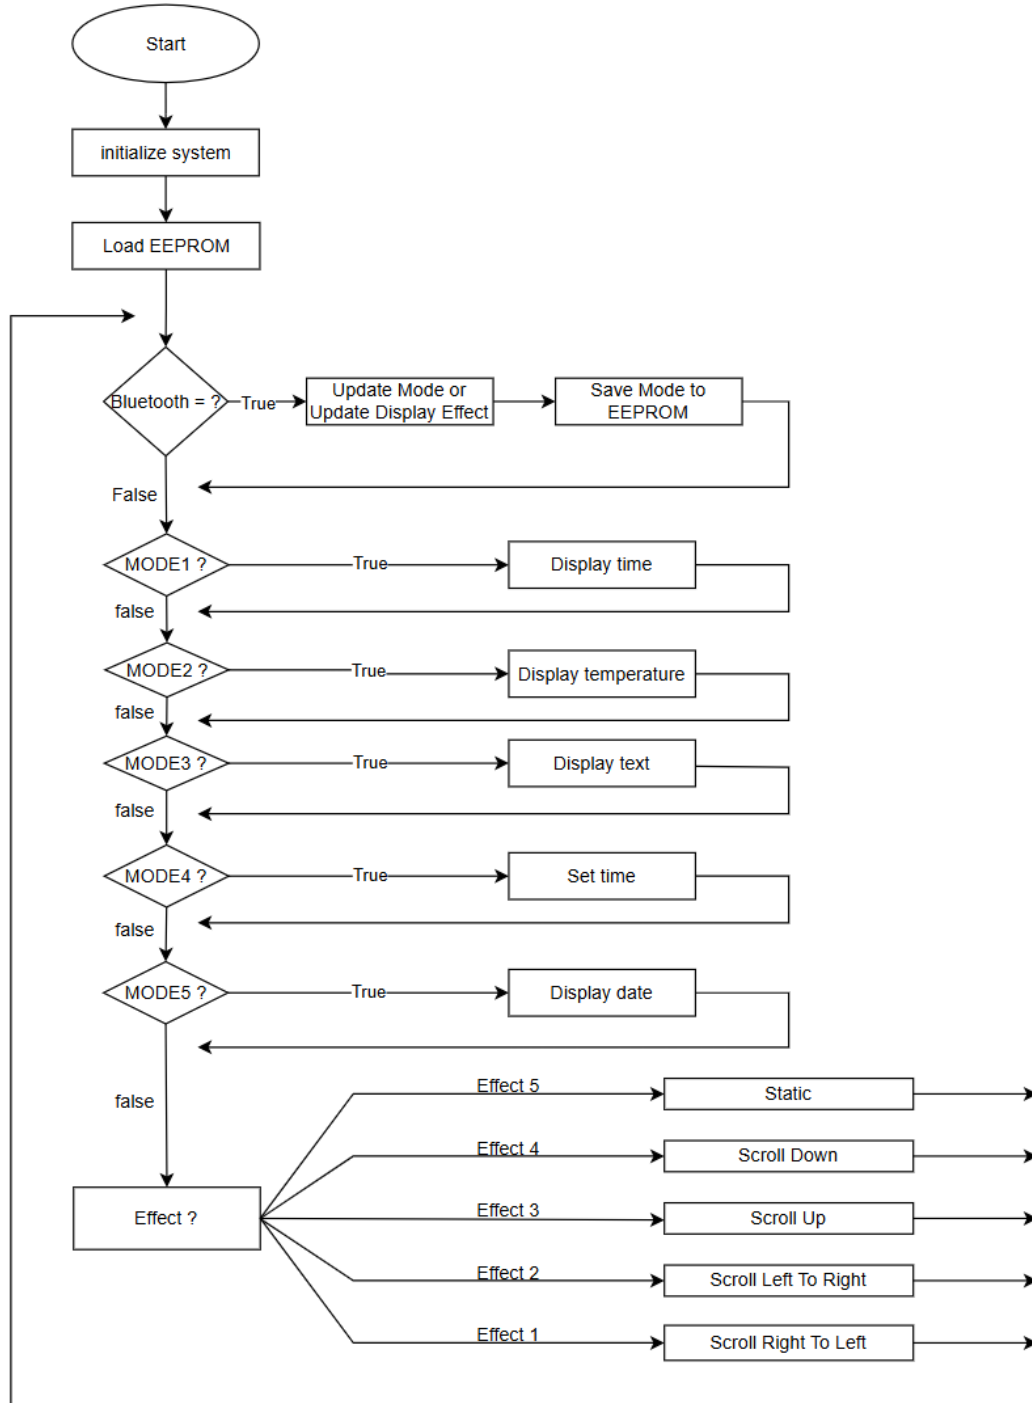 Start
initialize system
Load EEPROM
Bluetooth = ?
True
Update Mode or
Update Display Effect
Save Mode to
EEPROM
False
MODE1 ?
True
Display time
false
MODE2 ?
True
Display temperature
false
MODE3 ?
True
Display text
false
MODE4 ?
True
Set time
false
MODE5 ?
True
Display date
false
Effect 5
Static
Effect 4
Scroll Down
Effect ?
Effect 3
Scroll Up
Effect 2
Scroll Left To Right
Effect 1
Scroll Right To Left